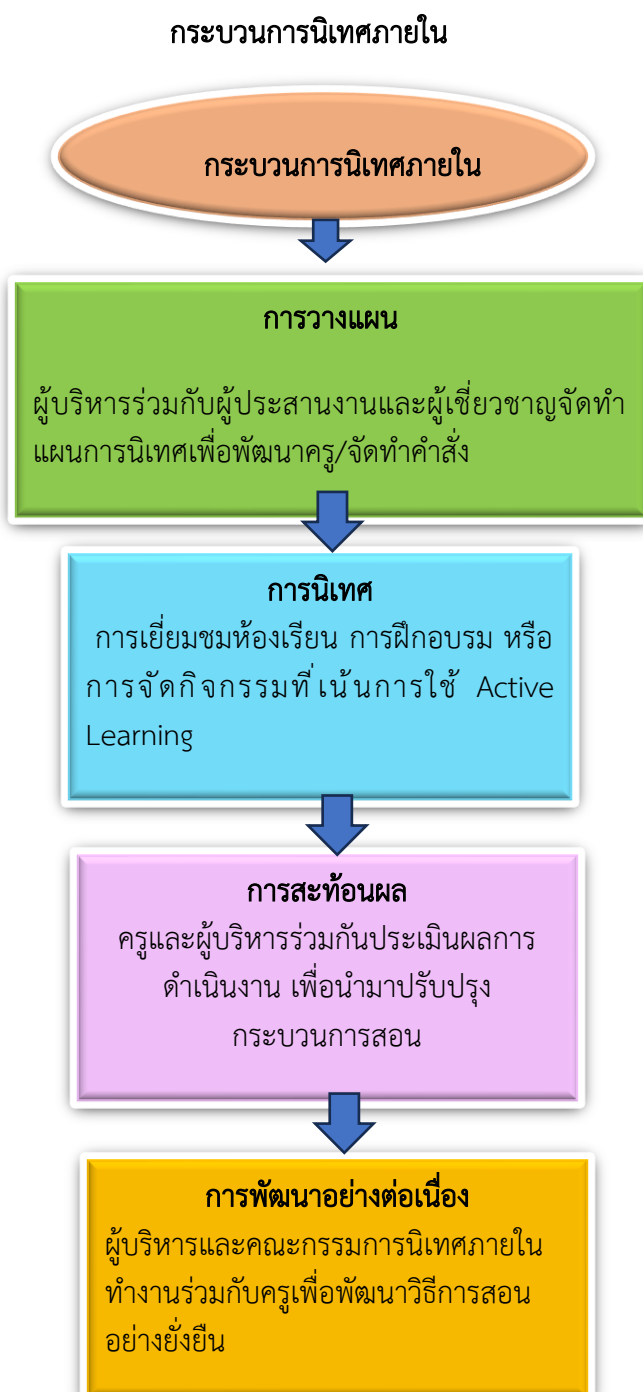 กระบวนการนิเทศภายใน
กระบวนการนิเทศภายใน
การวางแผน
ผู้บริหารร่วมกับผู้ประสานงานและผู้เชี่ยวชาญจัดทำ
แผนการนิเทศเพื่อพัฒนาครู/จัดทำคำสั่ง
การนิเทศ
การเยี่ยมชมห้องเรียน การฝึกอบรม หรือ
การจัดกิจกรรมที่เน้นการใช้ Active
Learning
การสะท้อนผล
ครูและผู้บริหารร่วมกันประเมินผลการ
ดำเนินงาน เพื่อนำมาปรับปรุง
กระบวนการสอน
การพัฒนาอย่างต่อเนื่อง
ผู้บริหารและคณะกรรมการนิเทศภายใน
ทำงานร่วมกับครูเพื่อพัฒนาวิธีการสอน
อย่างยั่งยืน